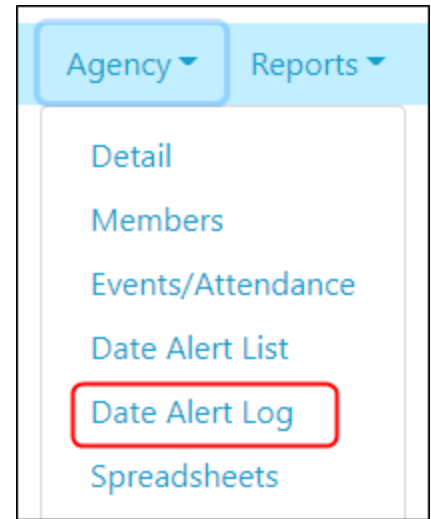 Agency Reports
Detail
Members
Events/Attendance
Date Alert List
Date Alert Log
Spreadsheets